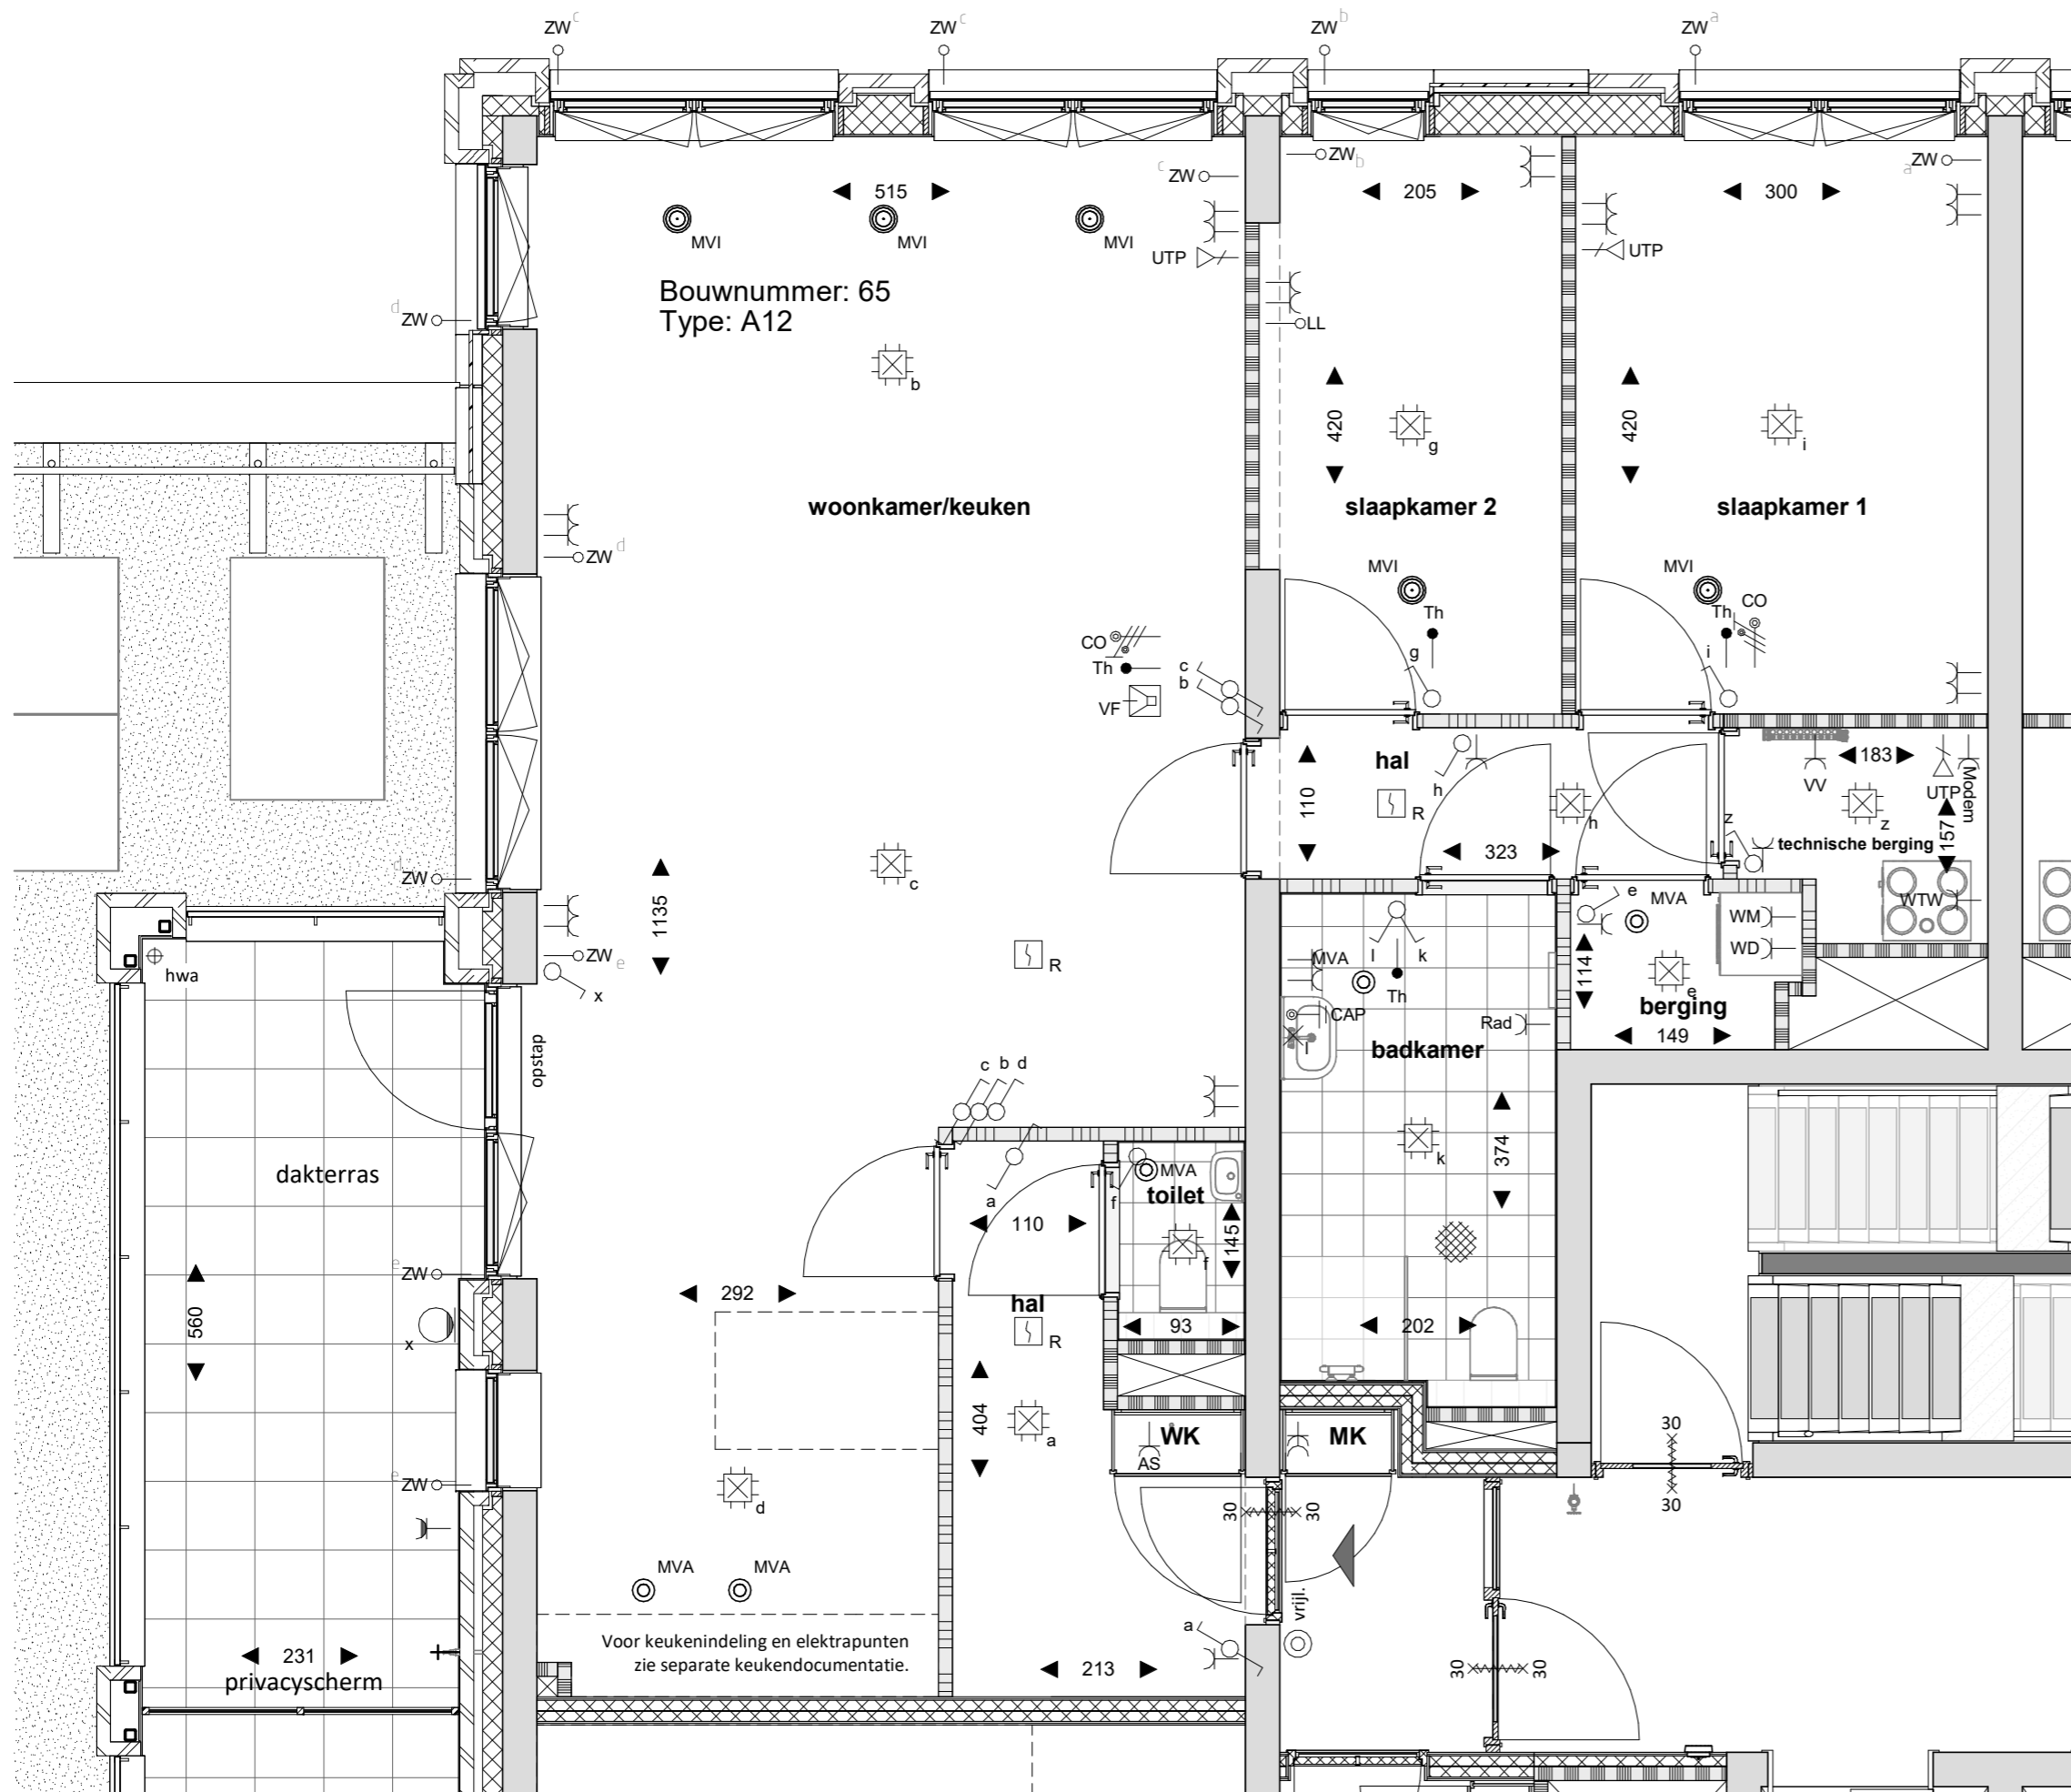 ZW c
ZW c
ZW b
ZW a
515
205
300
ZW b
c ZW
a ZW
MVI
MVI
MVI
UTP
UTP
Bouwnummer: 65
Type: A12
d ZW
LL
b
420
420
g
i
woonkamer/keuken
slaapkamer 2
slaapkamer 1
ZW d
MVI
MVI
Th
Th
CO
CO
Th
VF
c
b
g
i
hal
110
h
R
h
323
183
VV
UTP
Modem
z
z
157
technische berging
d ZW
c
1135
R
ZW e
x
hwa
opstap
e
MVA
WM
WD
WTW
114
e
berging
149
MVA
l
k
Th
CAP
l
Rad
badkamer
k
374
202
c b d
dakterras
a
110
f
MVA
toilet
145
f
93
e ZW
560
x
292
hal
R
404
a
WK
AS
MK
e ZW
d
30
30
30
30
MVA
MVA
vrijl.
a
Voor keukenindeling en elektrapunten
zie separate keukendocumentatie.
213
231
privacyscherm
30
30